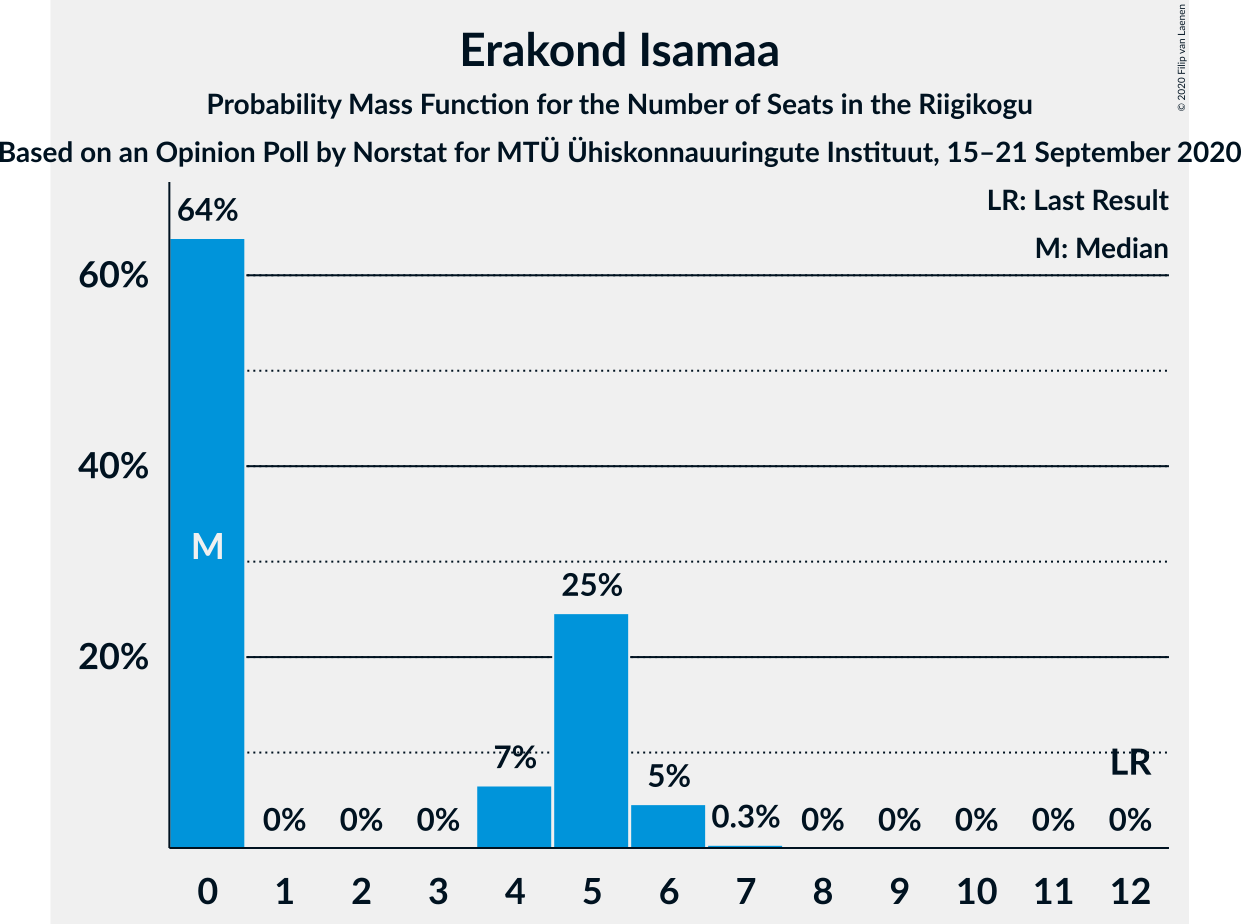 Erakond Isamaa
Probability Mass Function for the Number of Seats in the Riigikogu
Based on an Opinion Poll by Norstat for MTÜ Ühiskonnauuringute Instituut, 15–21 September 2020
© 2020 Filip van Laenen
LR: Last Result
M: Median
64%
60%
40%
M
25%
20%
7%
5%
LR
0% 0% 0% 0.3% 0% 0% 0% 0% 0%
0 1 2 3 4 5 6 7 8 9 10 11 12